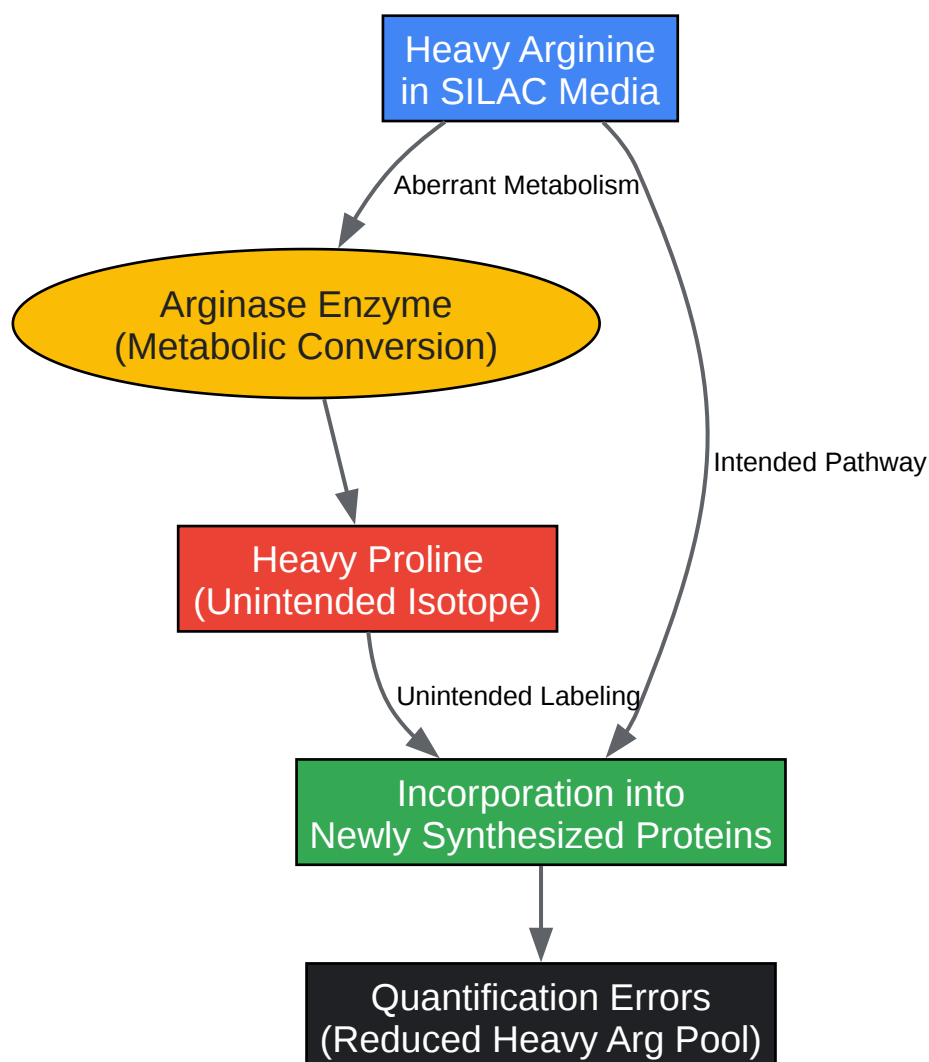 Heavy Arginine
in SILAC Media
Aberrant Metabolism
Arginase Enzyme
(Metabolic Conversion)
Intended Pathway
Heavy Proline
(Unintended Isotope)
Unintended Labeling
Incorporation into
Newly Synthesized Proteins
Quantification Errors
(Reduced Heavy Arg Pool)